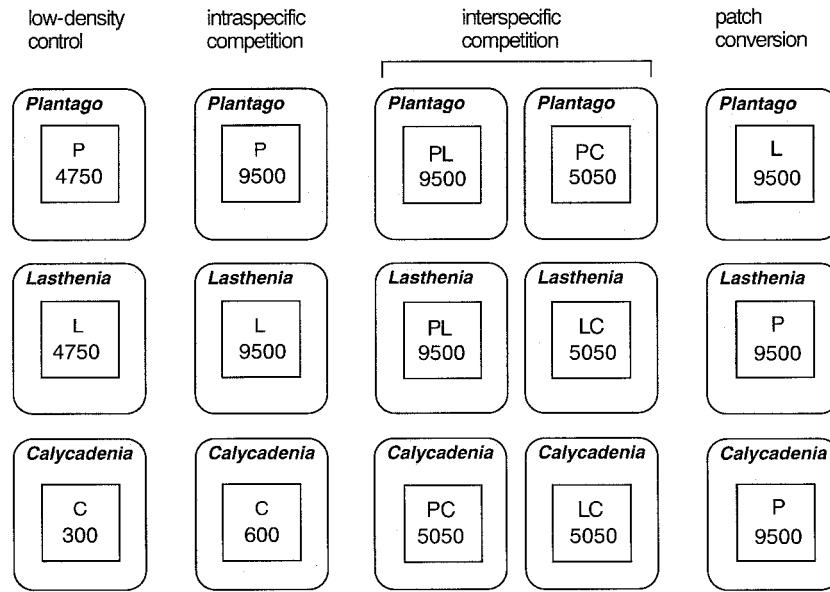 low-density
control
intraspecific
competition
interspecific
competition
patch
conversion
Plantago
P
4750
Plantago
P
9500
Plantago
PL
9500
Plantago
PC
5050
Plantago
L
9500
Lasthenia
L
4750
Lasthenia
L
9500
Lasthenia
PL
9500
Lasthenia
LC
5050
Lasthenia
P
9500
Calycadenia
C
300
Calycadenia
C
600
Calycadenia
PC
5050
Calycadenia
LC
5050
Calycadenia
P
9500